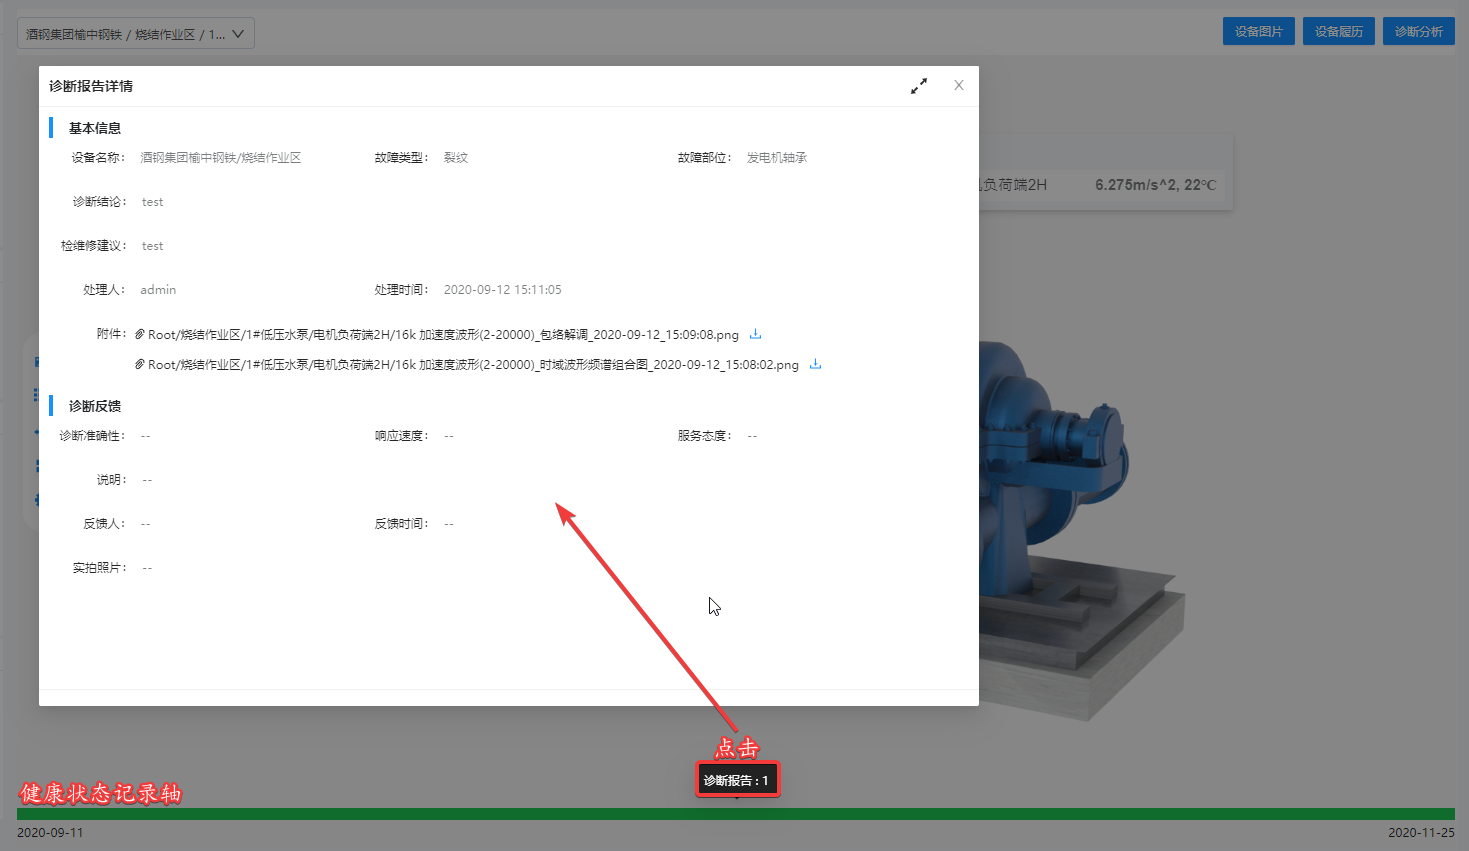 酒钢集团榆中钢铁 / 烧结作业区 / 1...
设备图片
设备履历
诊断分析
诊断报告详情
基本信息
设备名称： 酒钢集团榆中钢铁/烧结作业区
故障类型： 裂纹
故障部位： 发电机轴承
机负荷端2H 6.275m/s^2, 22℃
诊断结论： test
检维修建议： test
处理人： admin
处理时间： 2020-09-12 15:11:05
附件： Root/烧结作业区/1#低压水泵/电机负荷端2H/16k 加速度波形(2-20000)_包络解调_2020-09-12_15:09:08.png
Root/烧结作业区/1#低压水泵/电机负荷端2H/16k 加速度波形(2-20000)_时域波形频谱组合图_2020-09-12_15:08:02.png
诊断反馈
诊断准确性： --
响应速度： --
服务态度： --
说明： --
反馈人： --
反馈时间： --
实拍照片： --
点击
诊断报告 : 1
健康状态记录轴
2020-09-11
2020-11-25